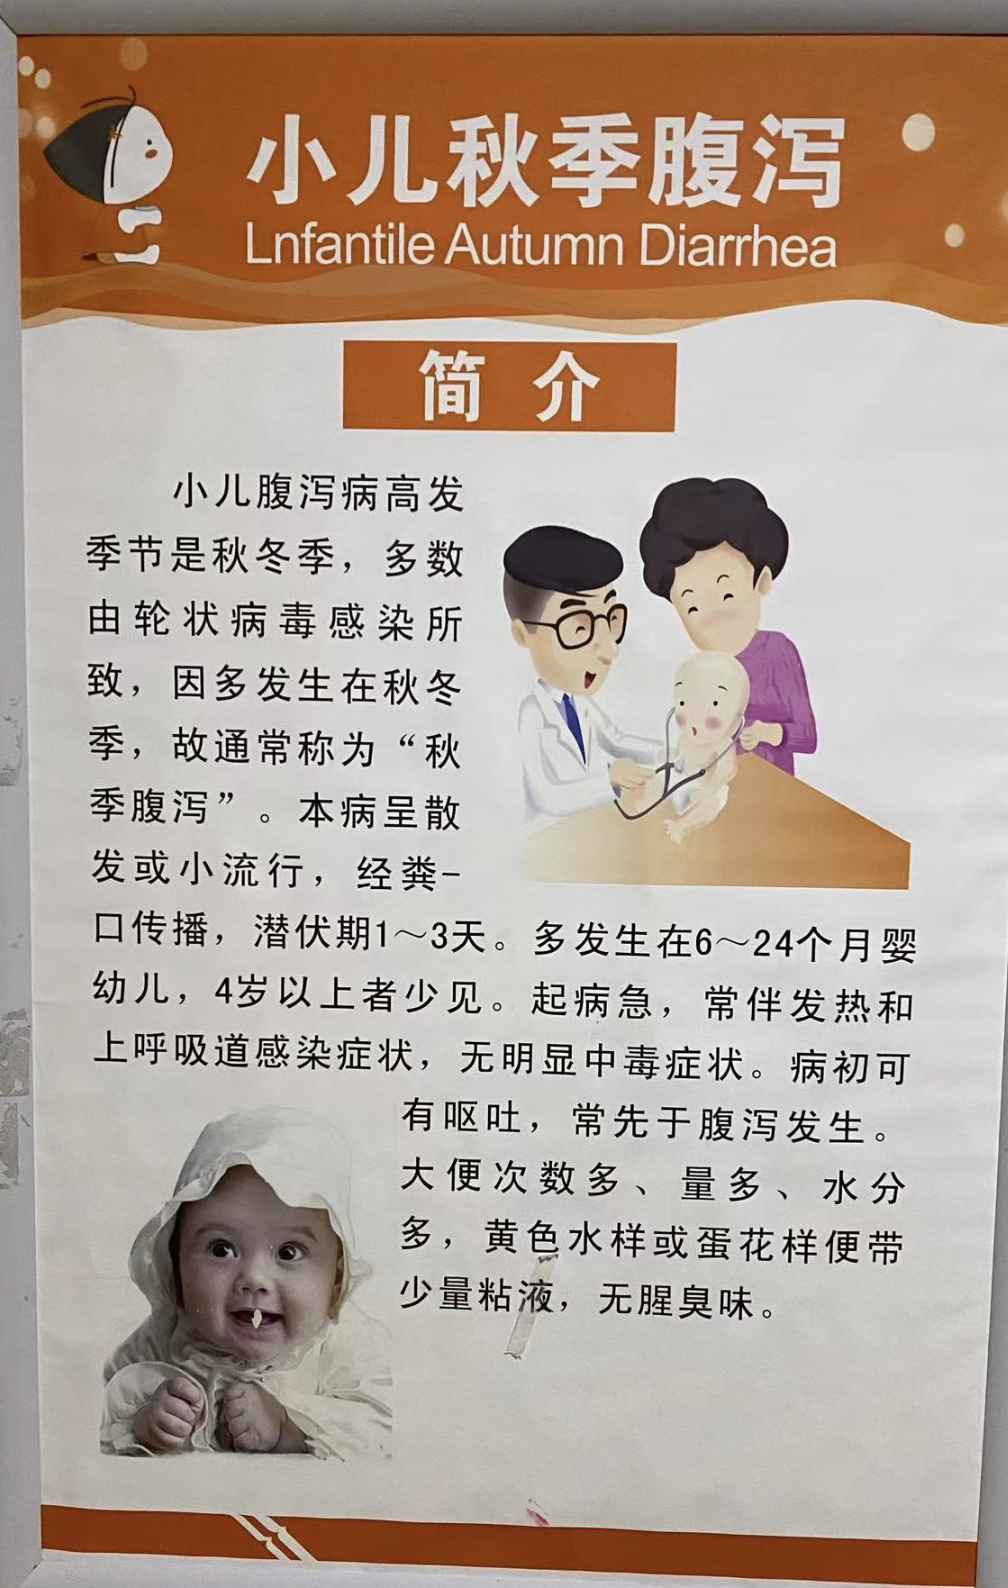 小儿秋季腹泻
Lnfantile Autumn Diarrhea
简 介
小儿腹泻病高发
季节是秋冬季，多数
由轮状病毒感染所
致，因多发生在秋冬
季，故通常称为“秋
季腹泻”。本病呈散
发或小流行，经粪-
口传播，潜伏期1～3天。多发生在6～24个月婴
幼儿，4岁以上者少见。起病急，常伴发热和
上呼吸道感染症状，无明显中毒症状。病初可
有呕吐，常先于腹泻发生。
大便次数多、量多、水分
多，黄色水样或蛋花样便带
少量粘液，无腥臭味。